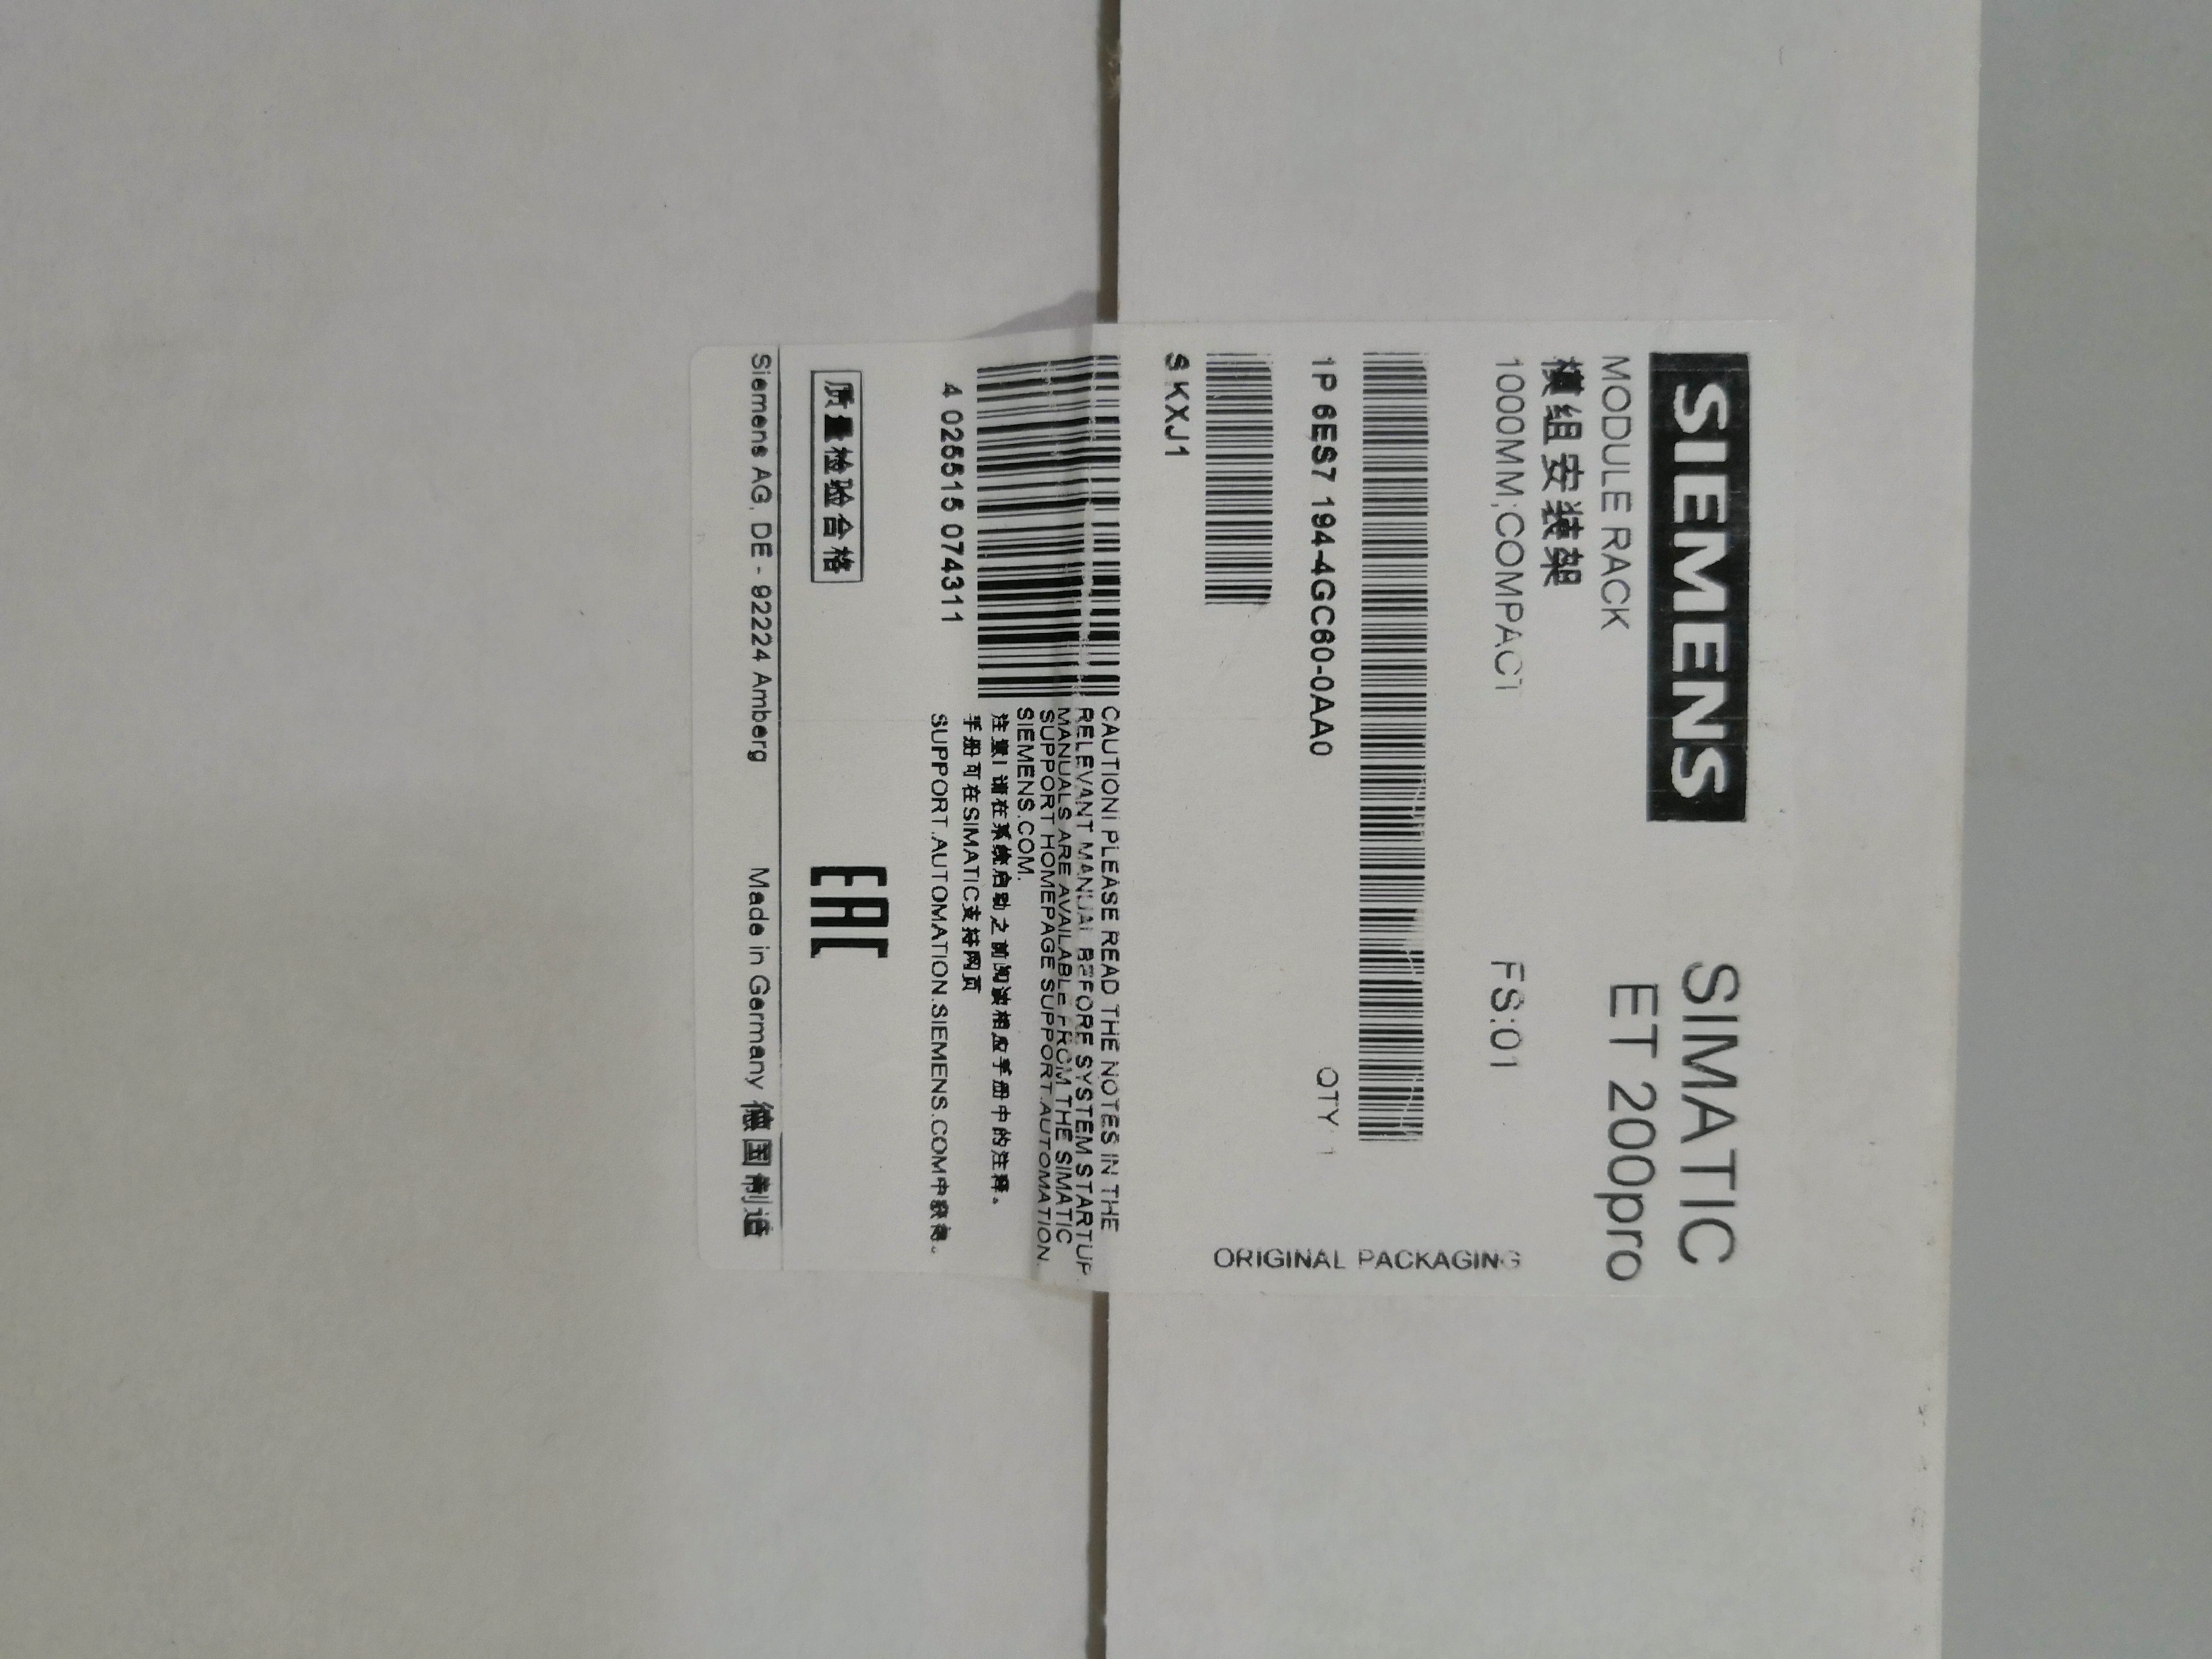 SIEMENS
SIMATIC
ET 200pro
MODULE RACK
模组安装架
1000MM,COMPACT
FS:01
ORIGINAL PACKAGING
1P 6ES7 194-4GC60-0AA0
QTY 1
S KXJ1
CAUTION! PLEASE READ THE NOTES IN THE
RELEVANT MANUAL BEFORE SYSTEM STARTUP.
MANUALS ARE AVAILABLE FROM THE SIMATIC
SUPPORT HOMEPAGE SUPPORT.AUTOMATION.
SIEMENS.COM.
注意! 请在系统启动之前阅读相应手册中的注释。
手册可在SIMATIC支持网页
SUPPORT.AUTOMATION.SIEMENS.COM中获得。
4 025515 074311
质量检验合格
EAC
Siemens AG, DE - 92224 Amberg
Made in Germany 德国制造